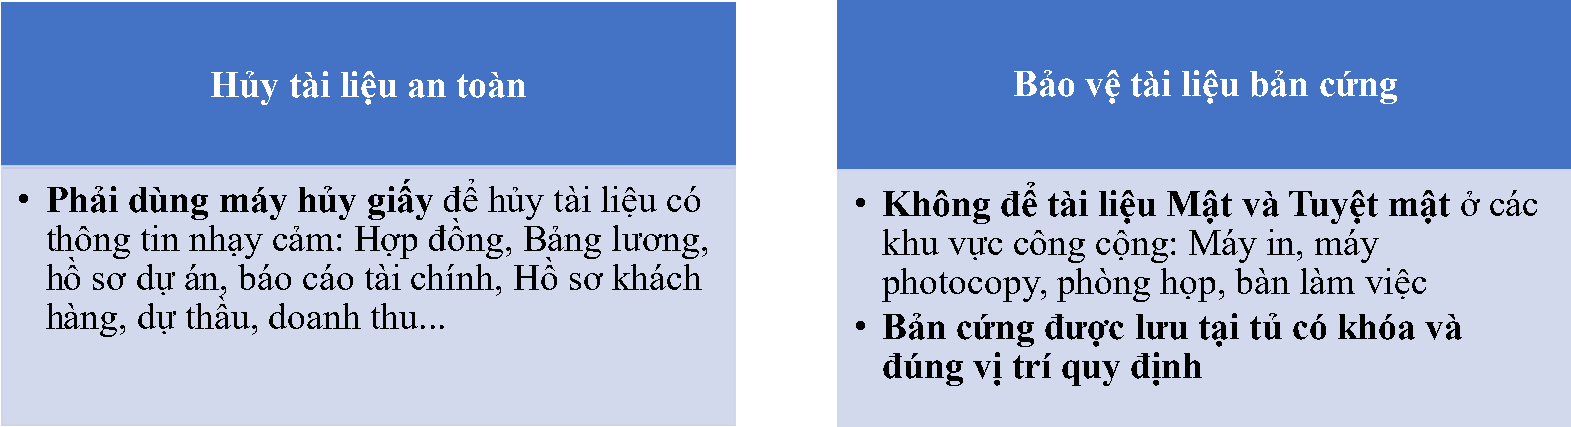 Hủy tài liệu an toàn
• Phải dùng máy hủy giấy để hủy tài liệu có
thông tin nhạy cảm: Hợp đồng, Bảng lương,
hồ sơ dự án, báo cáo tài chính, Hồ sơ khách
hàng, dự thầu, doanh thu...
Bảo vệ tài liệu bản cứng
• Không để tài liệu Mật và Tuyệt mật ở các
khu vực công cộng: Máy in, máy
photocopy, phòng họp, bàn làm việc
• Bản cứng được lưu tại tủ có khóa và
đúng vị trí quy định